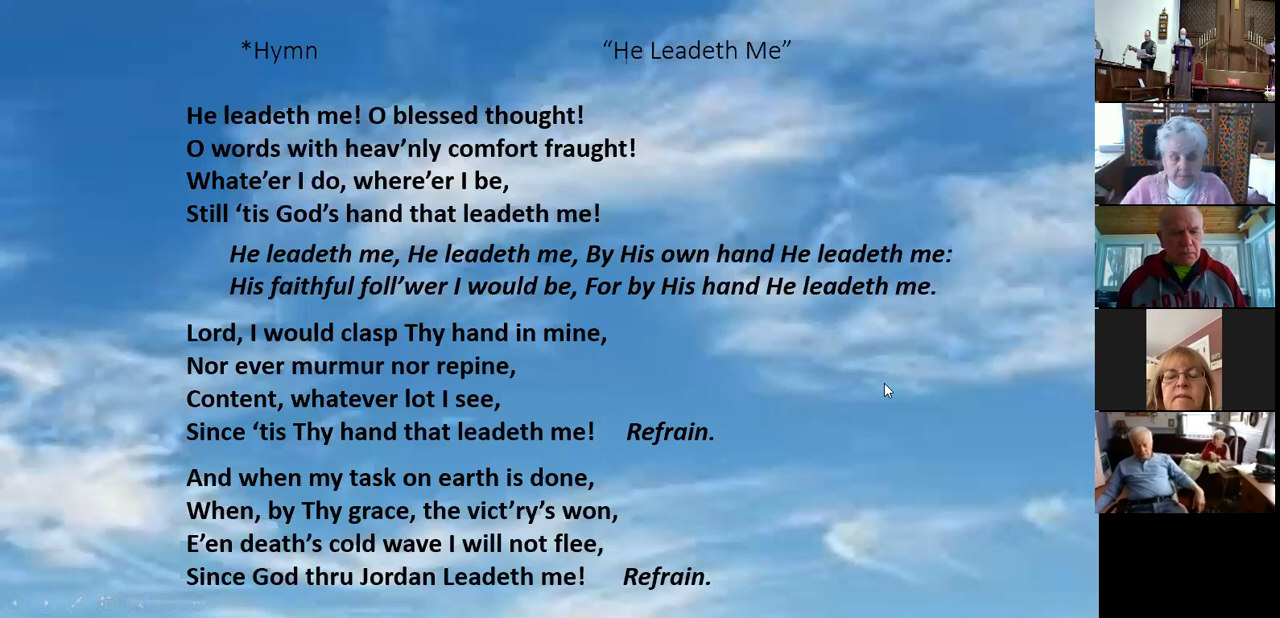 *Hymn “He Leadeth Me”
He leadeth me! O blessed thought!
O words with heav’nly comfort fraught!
Whate’er I do, where’er I be,
Still ‘tis God’s hand that leadeth me!
He leadeth me, He leadeth me, By His own hand He leadeth me:
His faithful foll’wer I would be, For by His hand He leadeth me.
Lord, I would clasp Thy hand in mine,
Nor ever murmur nor repine,
Content, whatever lot I see,
Since ‘tis Thy hand that leadeth me! Refrain.
And when my task on earth is done,
When, by Thy grace, the vict’ry’s won,
E’en death’s cold wave I will not flee,
Since God thru Jordan Leadeth me! Refrain.